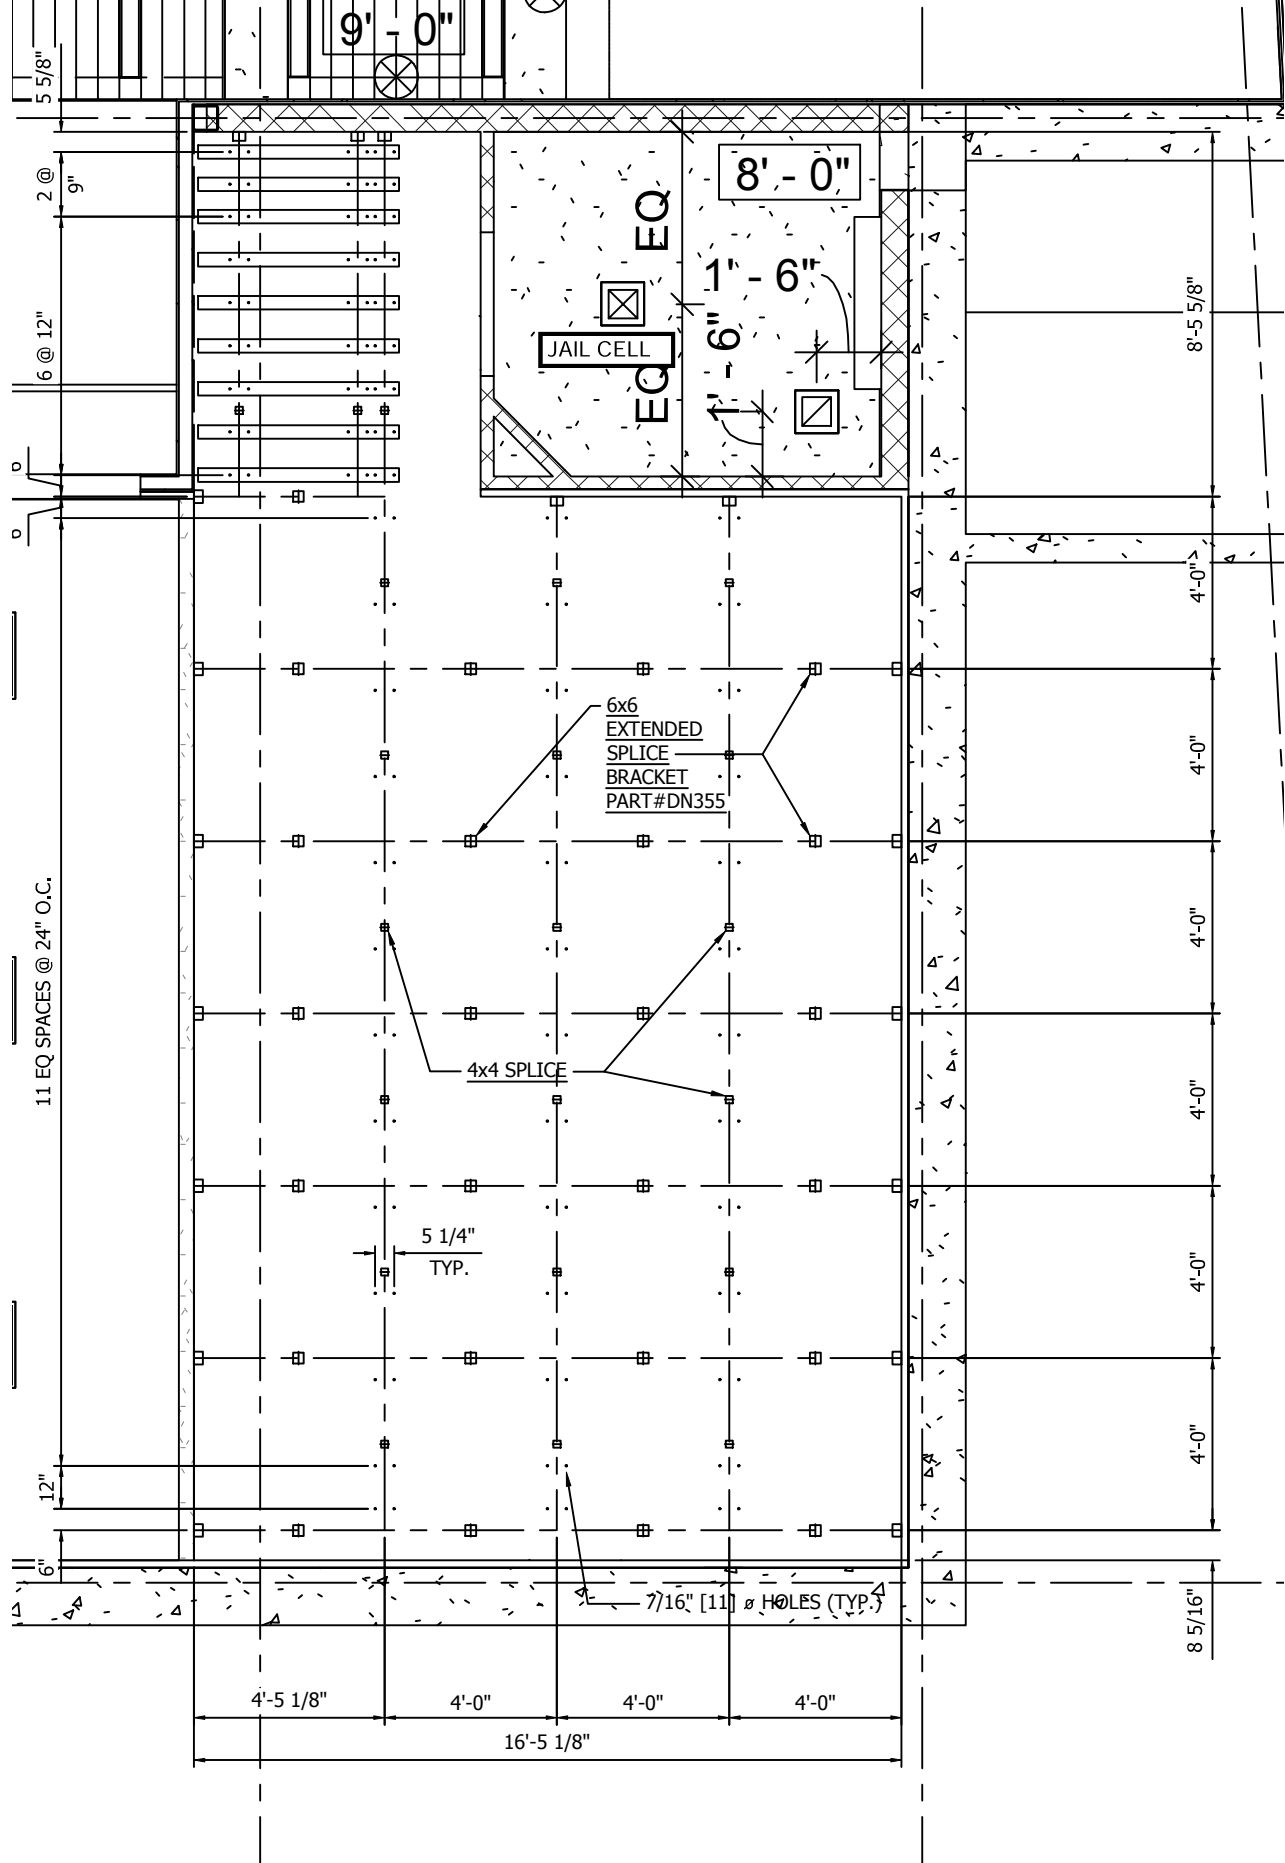 9' - 0"
5 5/8"
2 @
9"
8' - 0"
EQ
1' - 6"
6 @ 12"
JAIL CELL
EQ
1' - 6"
8'-5 5/8"
6
6
4'-0"
6x6
EXTENDED
SPLICE
BRACKET
PART#DN355
4'-0"
11 EQ SPACES @ 24" O.C.
4'-0"
4x4 SPLICE
4'-0"
5 1/4"
TYP.
4'-0"
12"
4'-0"
6"
7/16" [11] ø HOLES (TYP.)
8 5/16"
4'-5 1/8"
4'-0"
4'-0"
4'-0"
16'-5 1/8"